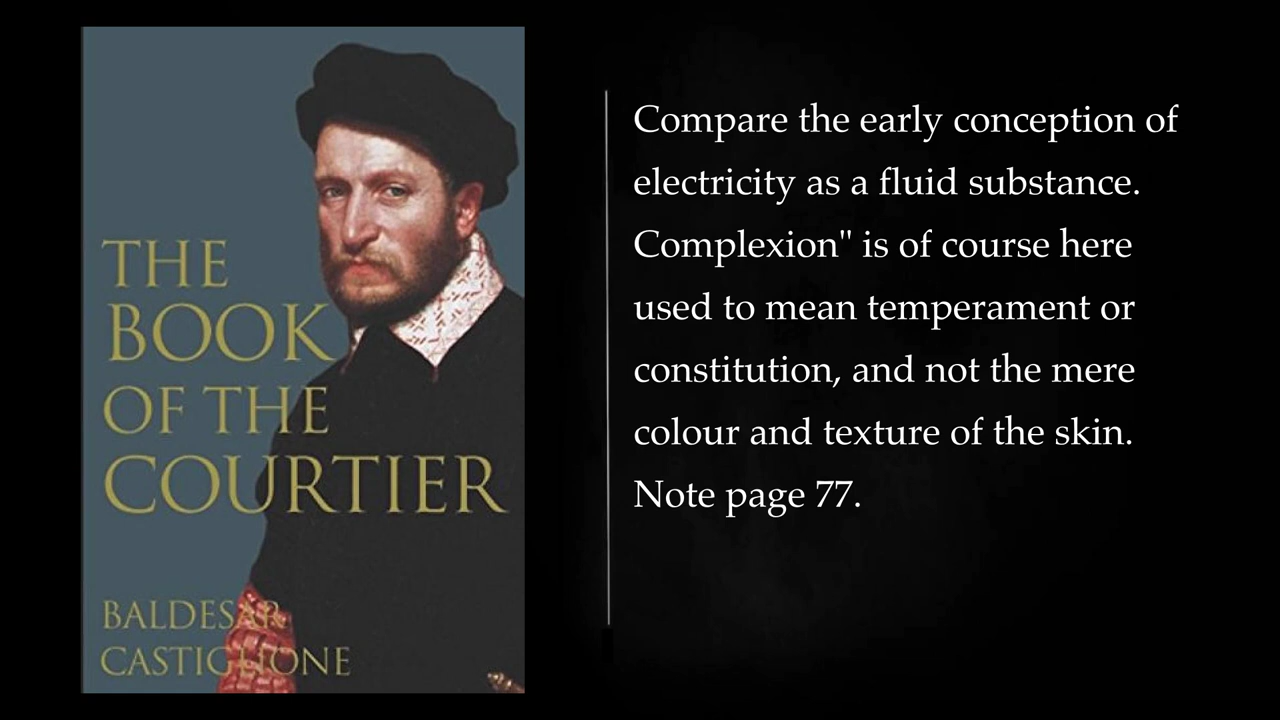 THE
BOOK
OF THE
COURTIER
BALDESAR
CASTIGLIONE
Compare the early conception of
electricity as a fluid substance.
Complexion" is of course here
used to mean temperament or
constitution, and not the mere
colour and texture of the skin.
Note page 77.